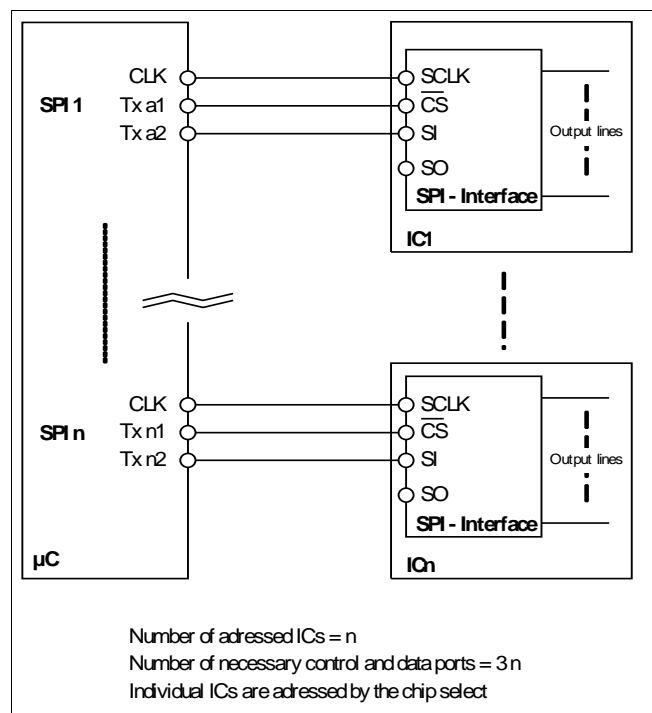 CLK
SPI 1
Tx a1
Tx a2
SCLK
CS
SI
SO
Output lines
SPI - Interface
IC1
CLK
SPI n
Tx n1
Tx n2
SCLK
CS
SI
SO
Output lines
SPI - Interface
ICn
µC
Number of adressed ICs = n
Number of necessary control and data ports = 3 n
Individual ICs are adressed by the chip select